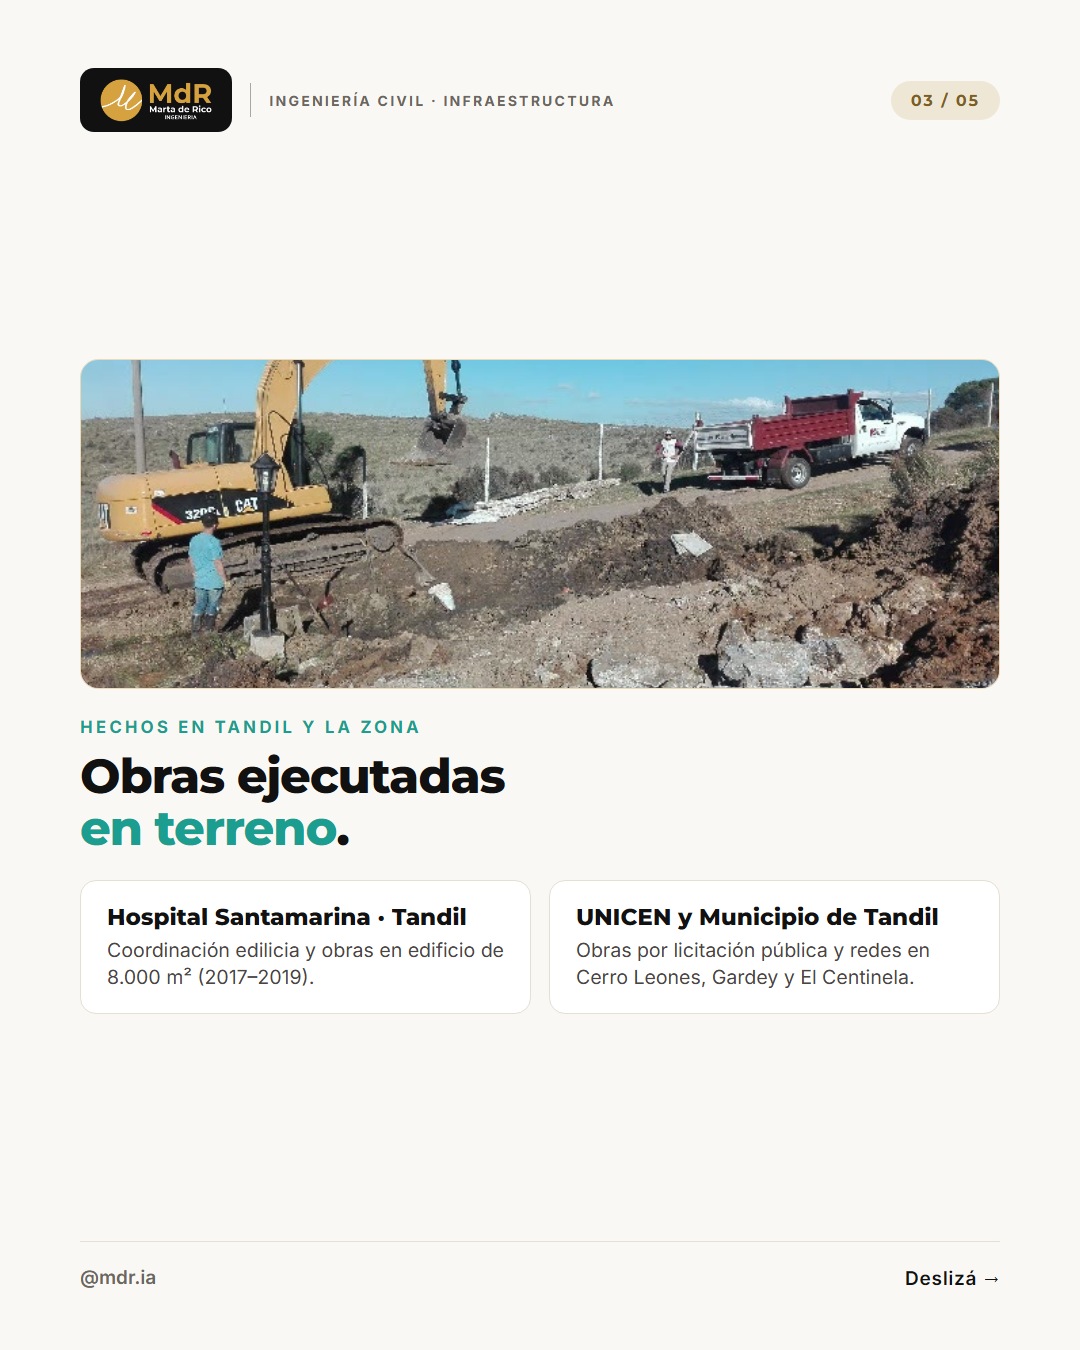 MdR
Marta de Rico
INGENIERIA
INGENIERÍA CIVIL · INFRAESTRUCTURA
03 / 05
CAT
HECHOS EN TANDIL Y LA ZONA
Obras ejecutadas
en terreno.
Hospital Santamarina · Tandil
Coordinación edilicia y obras en edificio de
8.000 m² (2017–2019).
UNICEN y Municipio de Tandil
Obras por licitación pública y redes en
Cerro Leones, Gardey y El Centinela.
@mdr.ia
Deslizá →